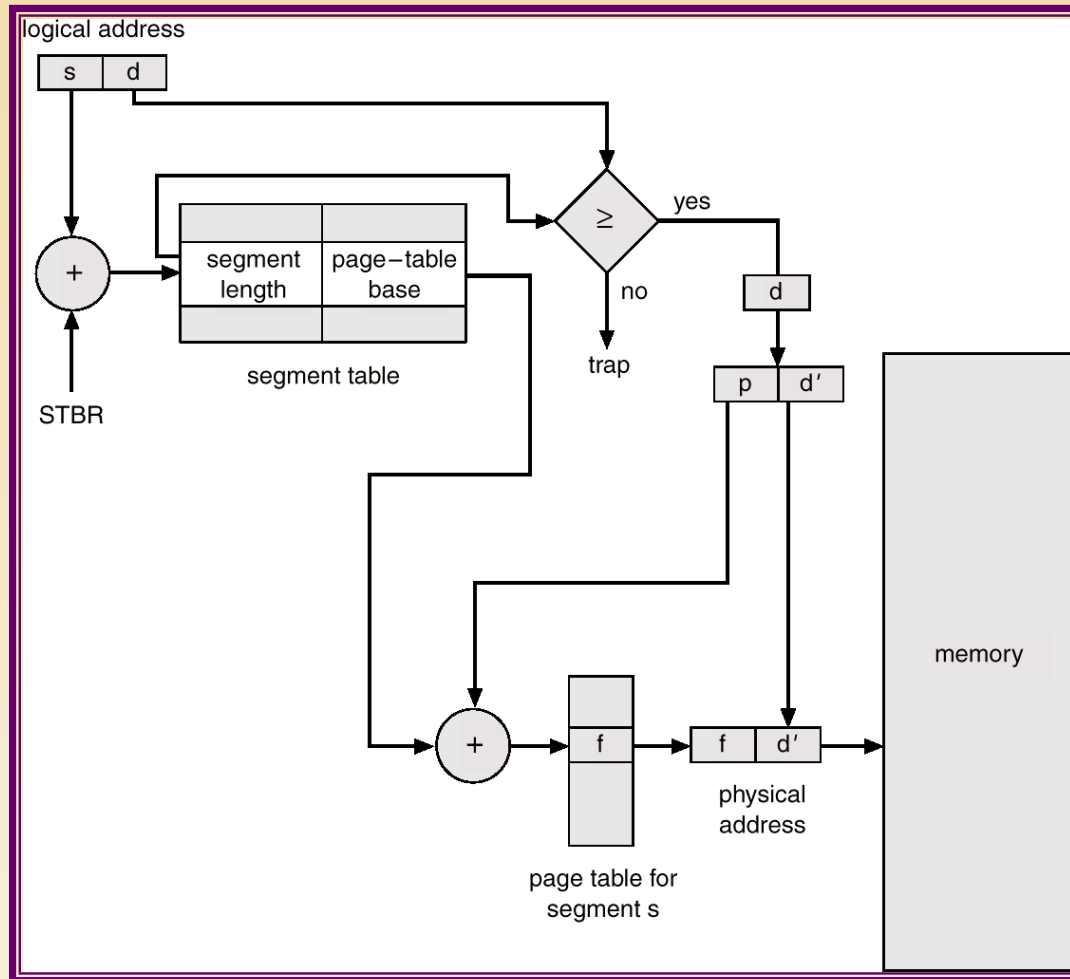 logical address
s d
≥
yes
+
segment length
page-table base
no
d
trap
segment table
p d′
STBR
memory
+
f
f d′
physical address
page table for segment s